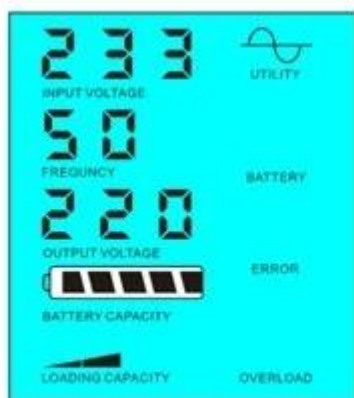 233
UTILITY
INPUT VOLTAGE
50
FREQUNCY
BATTERY
220
OUTPUT VOLTAGE
ERROR
BATTERY CAPACITY
LOADING CAPACITY
OVERLOAD